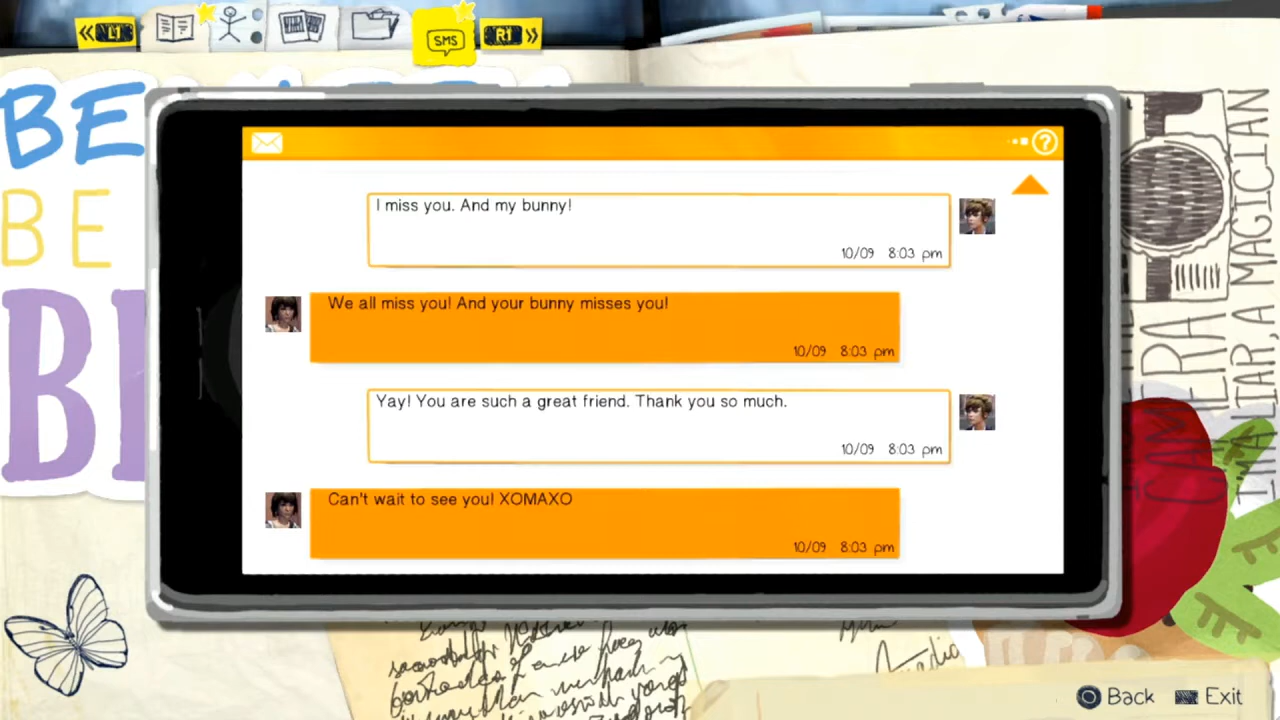 L1
SMS
R1
BE
BE
I miss you. And my bunny!
10/09 8:03 pm
We all miss you! And your bunny misses you!
10/09 8:03 pm
Yay! You are such a great friend. Thank you so much.
10/09 8:03 pm
Can't wait to see you! XOMAXO
10/09 8:03 pm
CAMERA
A MAGICIAN
Back
Exit